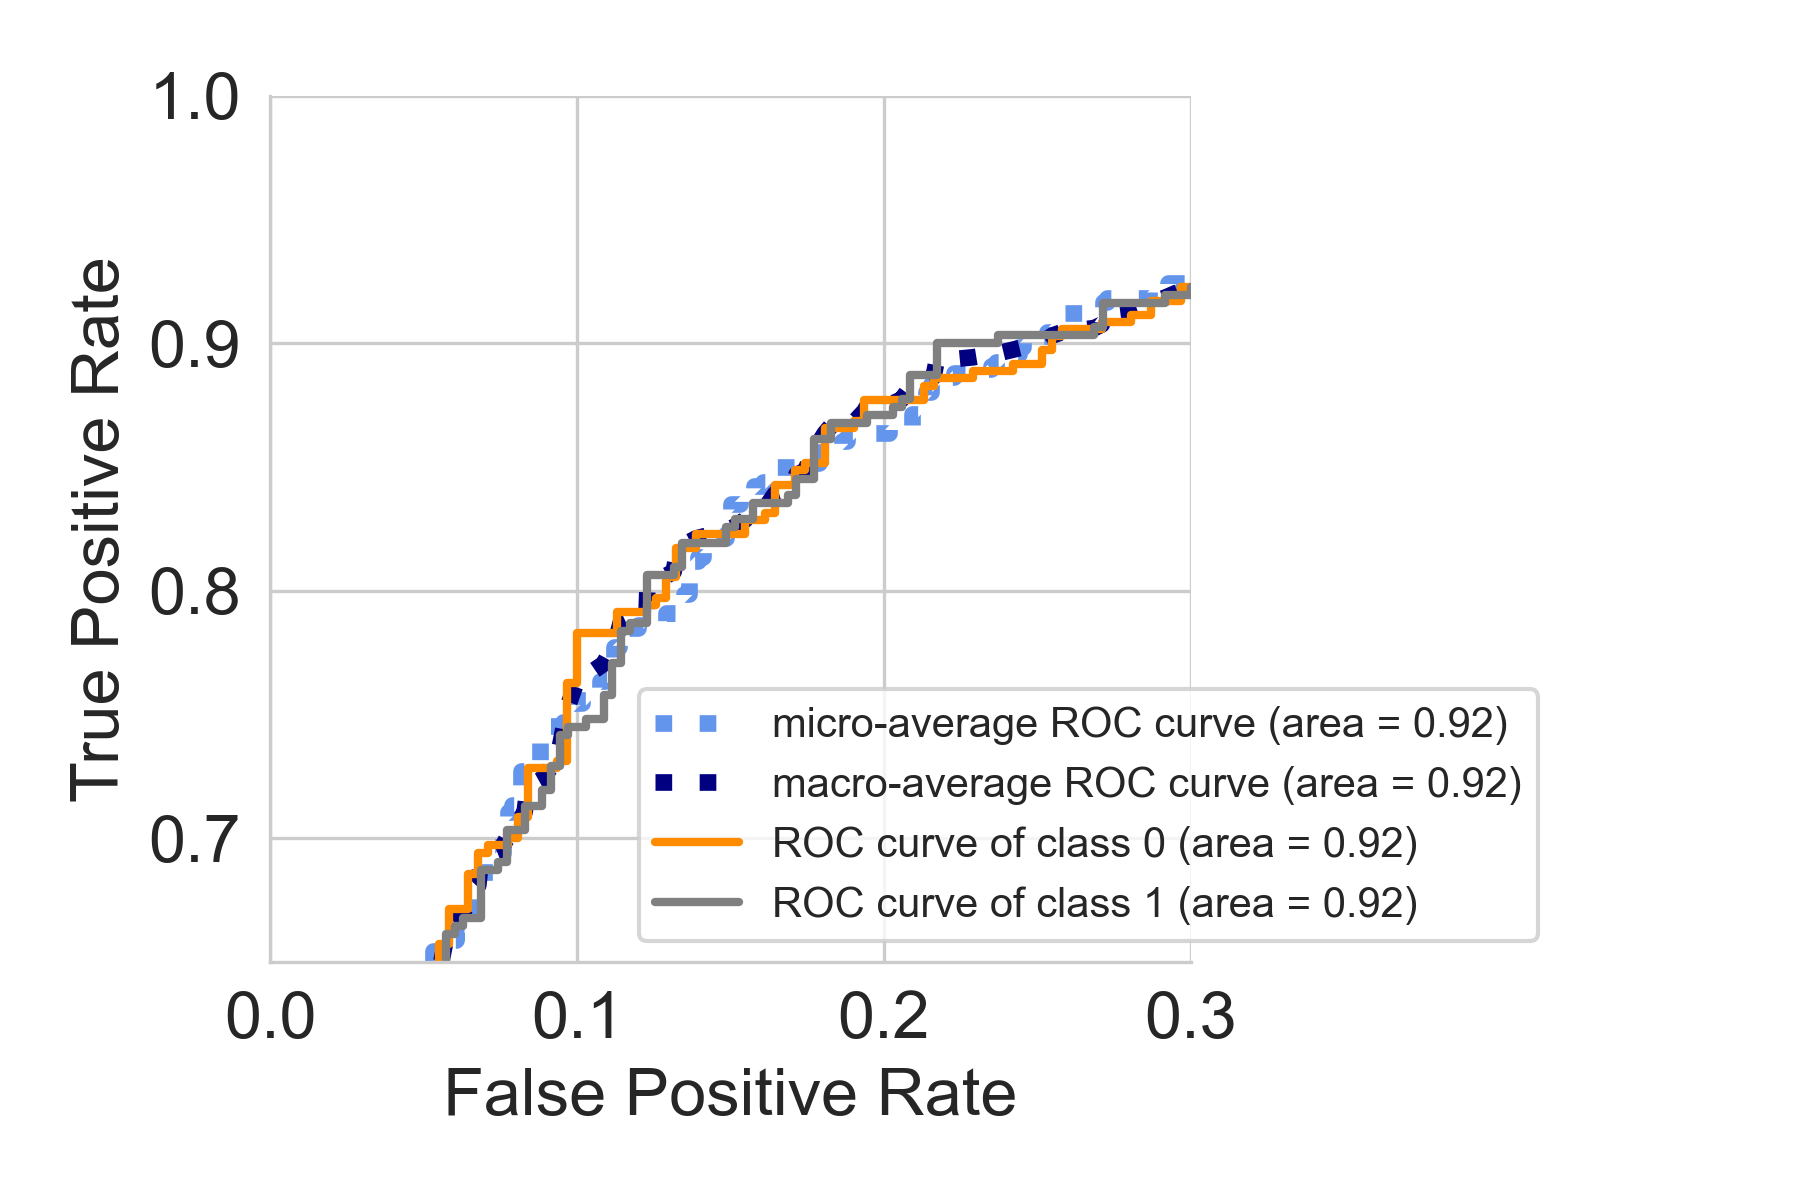 1.0
0.9
0.8
0.7
True Positive Rate
micro-average ROC curve (area = 0.92)
macro-average ROC curve (area = 0.92)
ROC curve of class 0 (area = 0.92)
ROC curve of class 1 (area = 0.92)
0.0 0.1 0.2 0.3
False Positive Rate